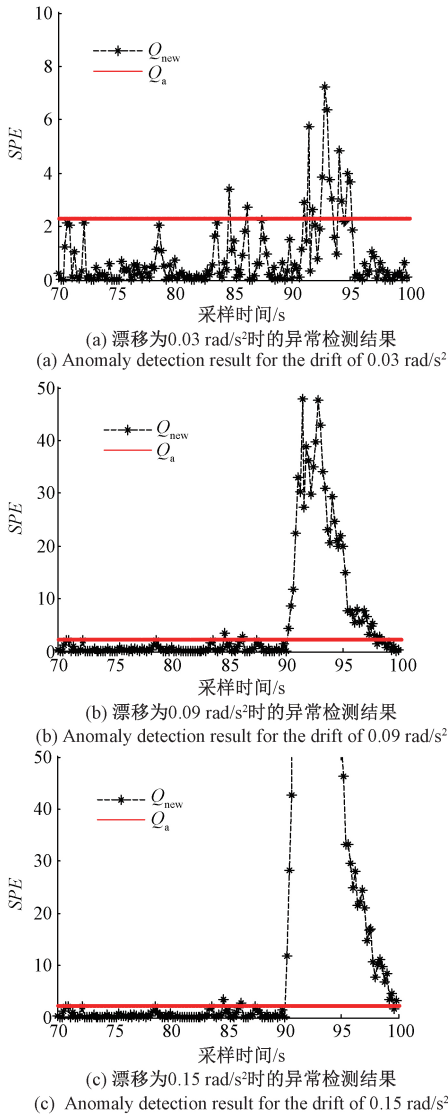 10
8
6
4
2
0
SPE
Qnew
Qa
70 75 80 85 90 95 100
采样时间/s
(a) 漂移为0.03 rad/s²时的异常检测结果
(a) Anomaly detection result for the drift of 0.03 rad/s²
50
40
30
20
10
0
SPE
Qnew
Qa
70 75 80 85 90 95 100
采样时间/s
(b) 漂移为0.09 rad/s²时的异常检测结果
(b) Anomaly detection result for the drift of 0.09 rad/s²
50
40
30
20
10
0
SPE
Qnew
Qa
70 75 80 85 90 95 100
采样时间/s
(c) 漂移为0.15 rad/s²时的异常检测结果
(c) Anomaly detection result for the drift of 0.15 rad/s²